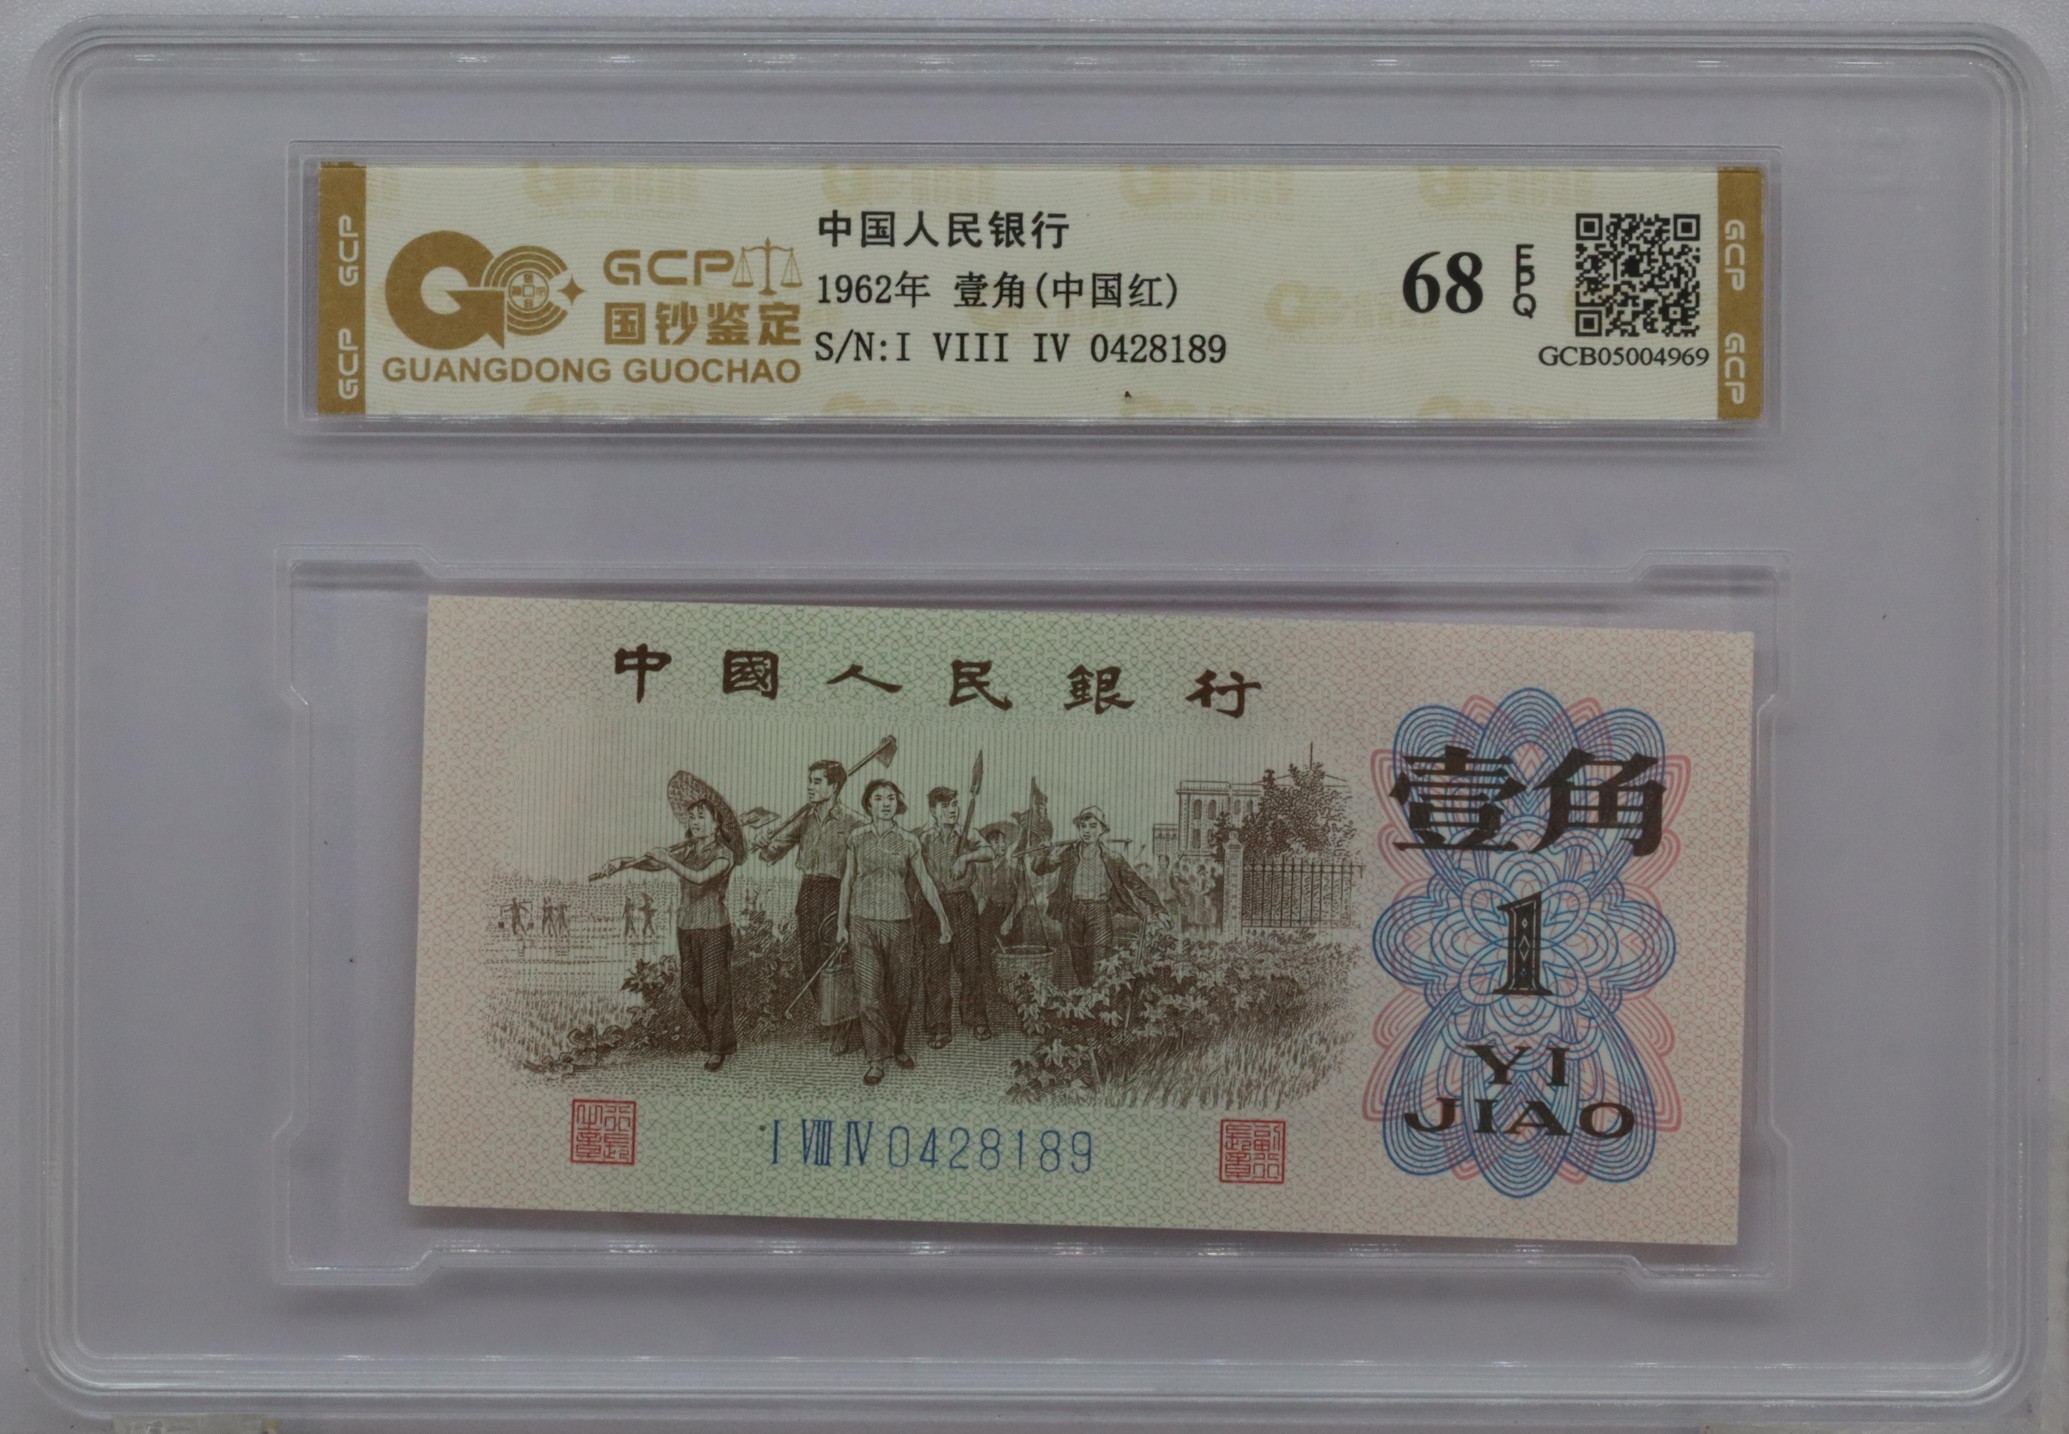 GCP GCP
GCP
国钞鉴定
GUANGDONG GUOCHAO
中国人民银行
1962年 壹角(中国红)
S/N:I VIII IV 0428189
68 EPQ
GCB05004969
GCP GCP
中國人民銀行
壹角
1
YI
JIAO
I VIII IV 0428189